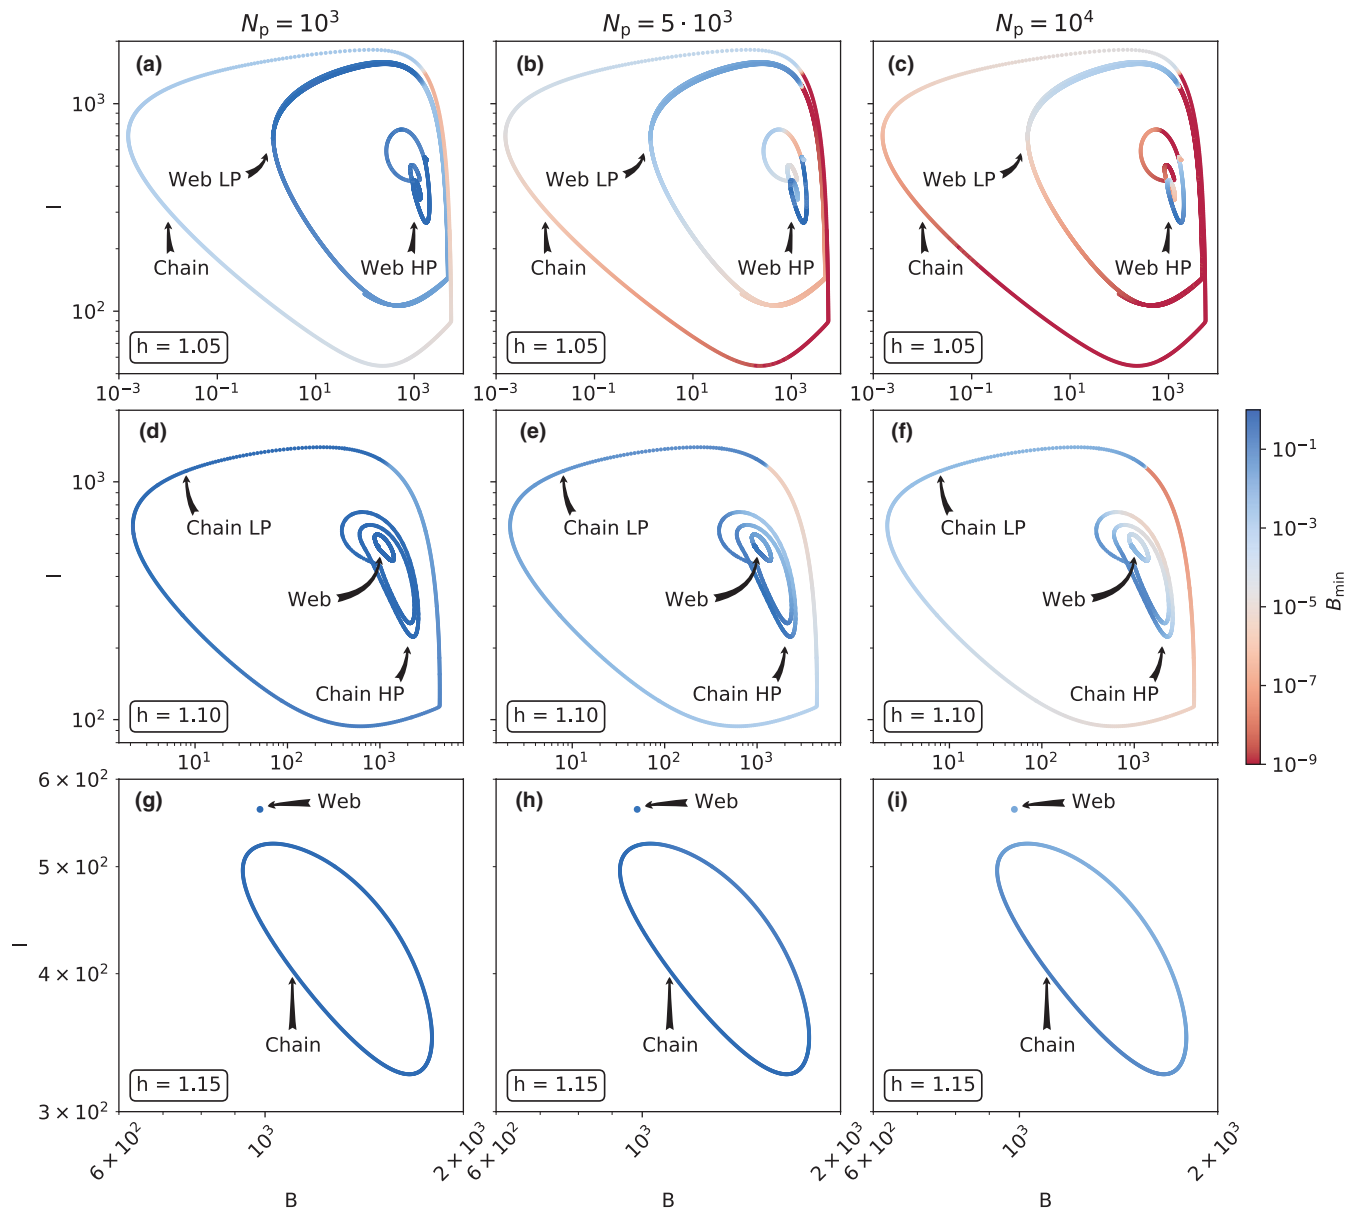 N_p = 10^3 N_p = 5 · 10^3 N_p = 10^4
(a) (b) (c)
10^3
Web LP Web LP Web LP
I
Chain Web HP Chain Web HP Chain Web HP
10^2
h = 1.05 h = 1.05 h = 1.05
10^−3 10^−1 10^1 10^3 10^−3 10^−1 10^1 10^3 10^−3 10^−1 10^1 10^3
(d) (e) (f)
10^−1
10^3
Chain LP Chain LP Chain LP
10^−3
I
Web Web Web
10^−5 B_min
Chain HP Chain HP Chain HP
10^−7
10^2
h = 1.10 h = 1.10 h = 1.10
10^−9
10^1 10^2 10^3 10^1 10^2 10^3 10^1 10^2 10^3
6 × 10^2
(g) Web (h) Web (i) Web
5 × 10^2
I
4 × 10^2
Chain Chain Chain
h = 1.15 h = 1.15 h = 1.15
3 × 10^2
6 × 10^2 10^3 2 × 10^3 6 × 10^2 10^3 2 × 10^3 6 × 10^2 10^3 2 × 10^3
B B B